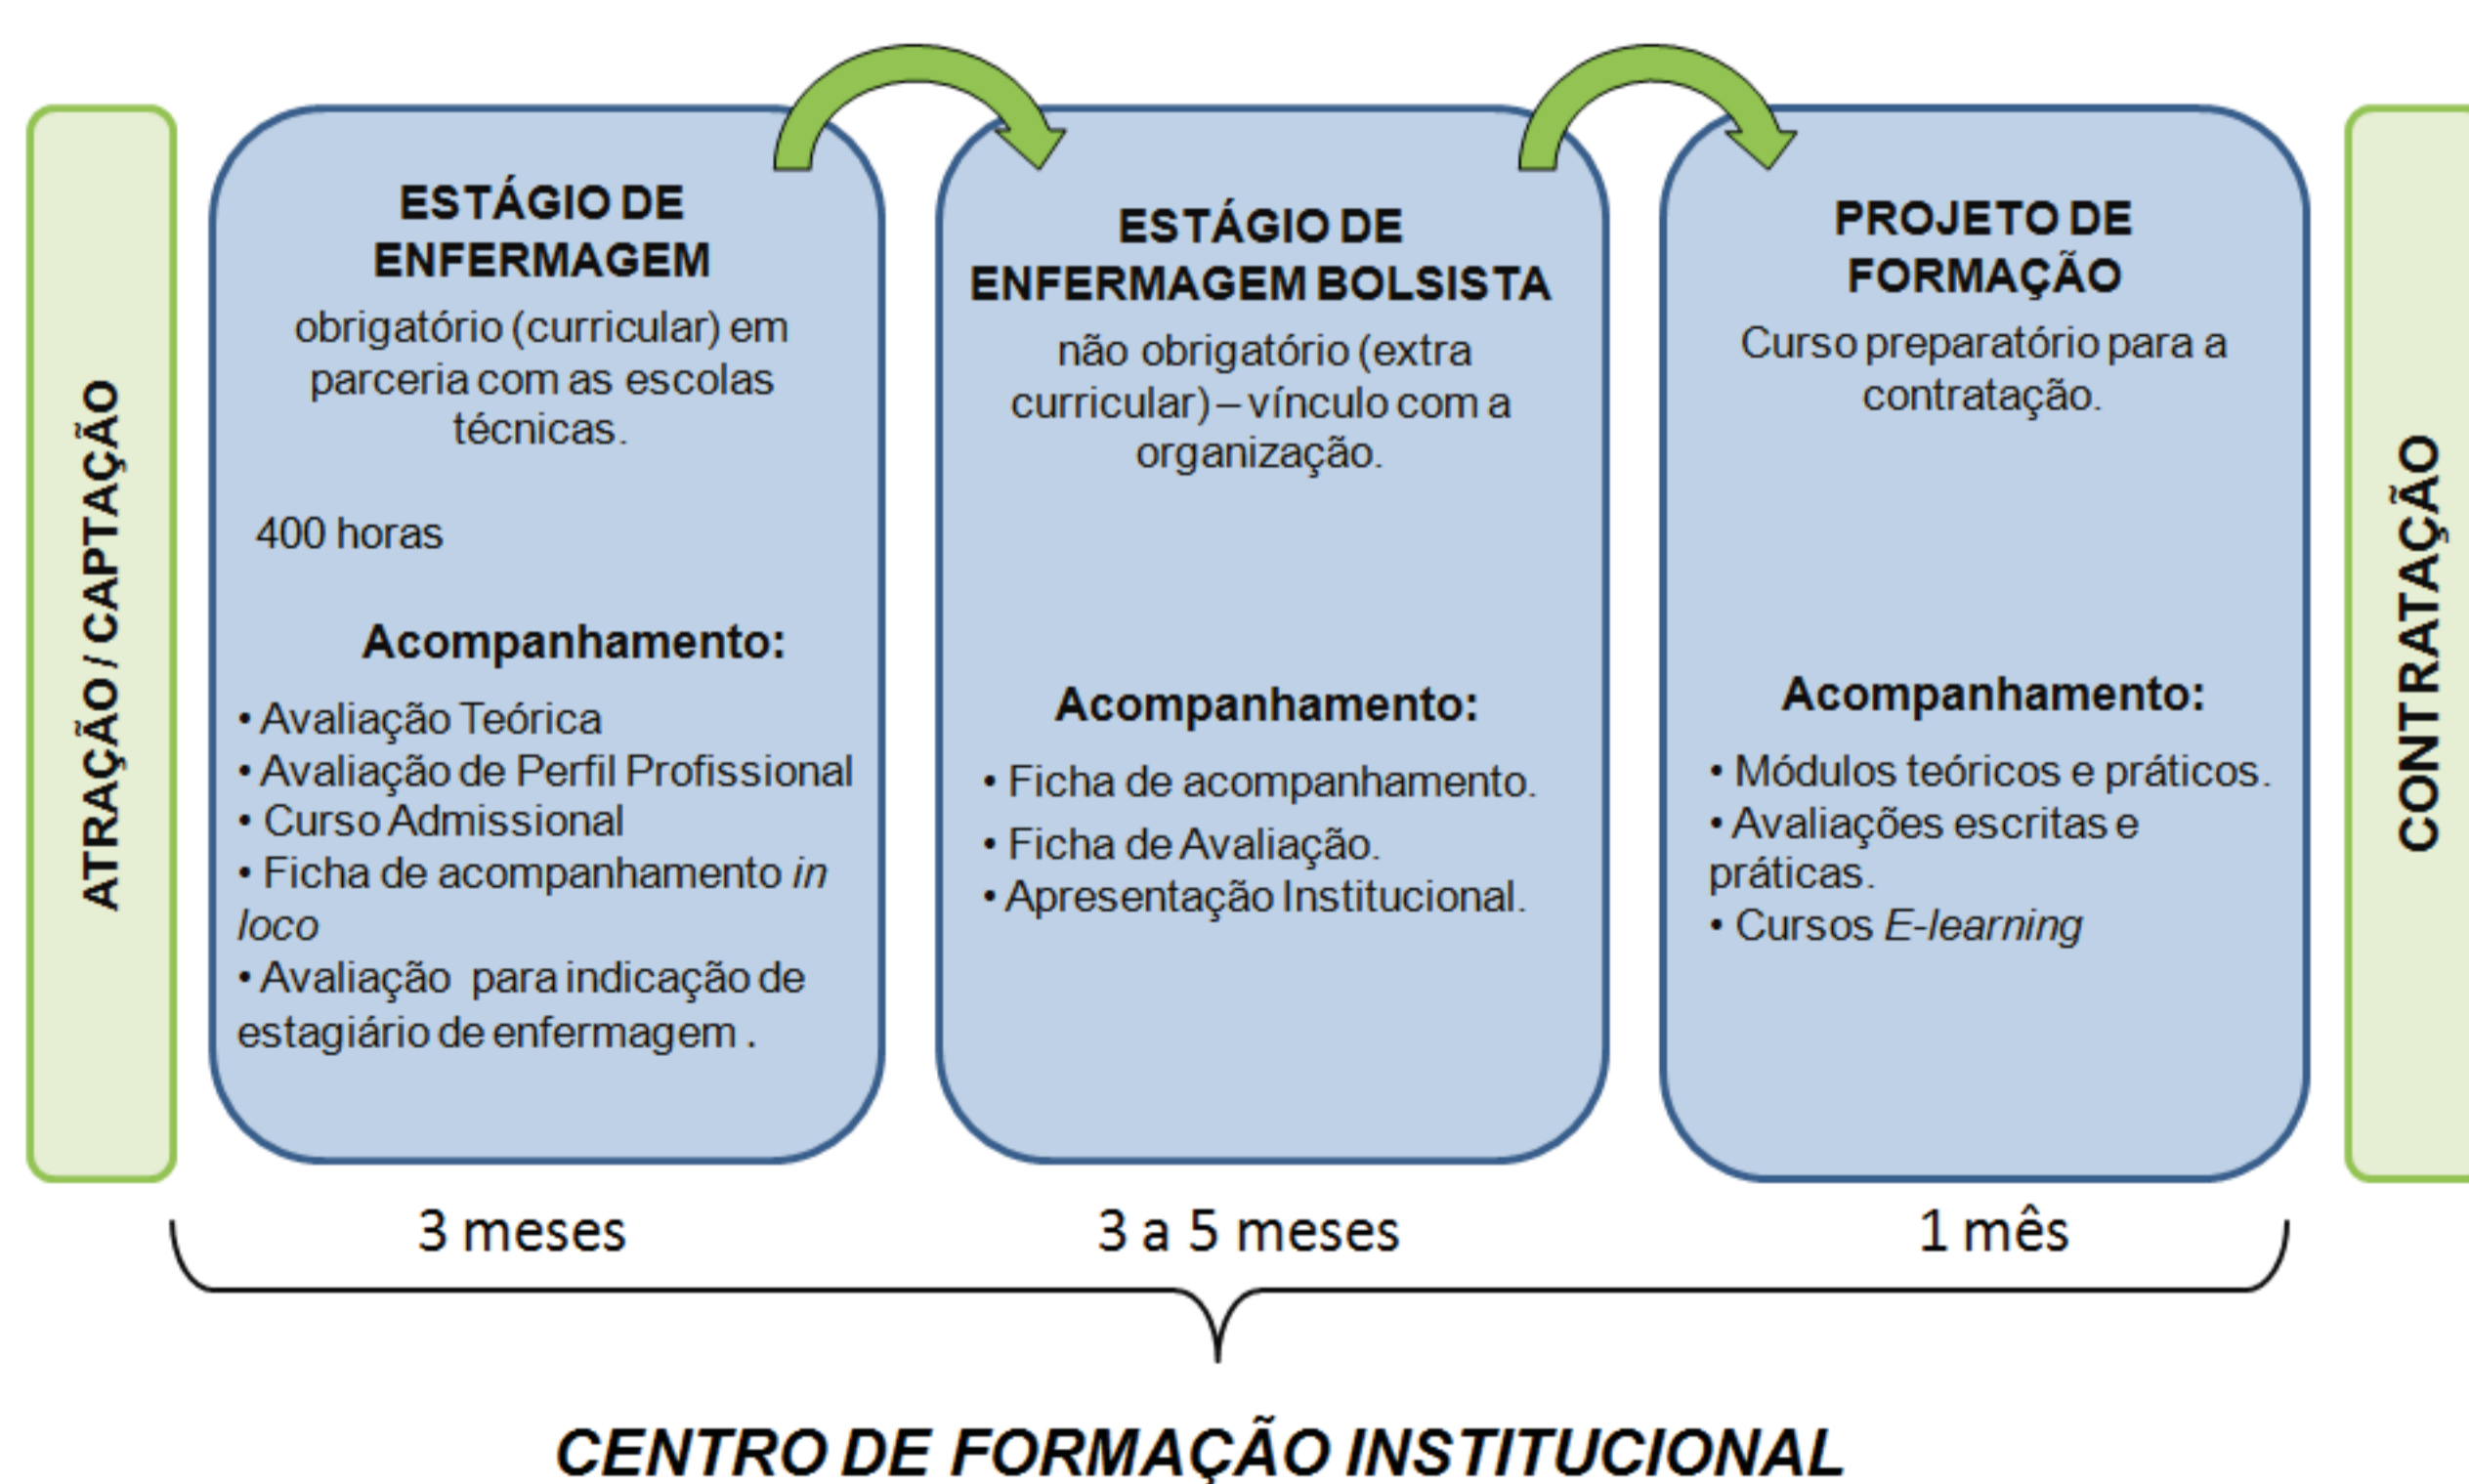 ATRAÇÃO / CAPTAÇÃO
ESTÁGIO DE
ENFERMAGEM
obrigatório (curricular) em
parceria com as escolas
técnicas.
400 horas
Acompanhamento:
• Avaliação Teórica
• Avaliação de Perfil Profissional
• Curso Admissional
• Ficha de acompanhamento in
loco
• Avaliação para indicação de
estagiário de enfermagem .
3 meses
ESTÁGIO DE
ENFERMAGEM BOLSISTA
não obrigatório (extra
curricular) – vínculo com a
organização.
Acompanhamento:
• Ficha de acompanhamento.
• Ficha de Avaliação.
• Apresentação Institucional.
3 a 5 meses
PROJETO DE
FORMAÇÃO
Curso preparatório para a
contratação.
Acompanhamento:
• Módulos teóricos e práticos.
• Avaliações escritas e
práticas.
• Cursos E-learning
1 mês
CONTRATAÇÃO
CENTRO DE FORMAÇÃO INSTITUCIONAL